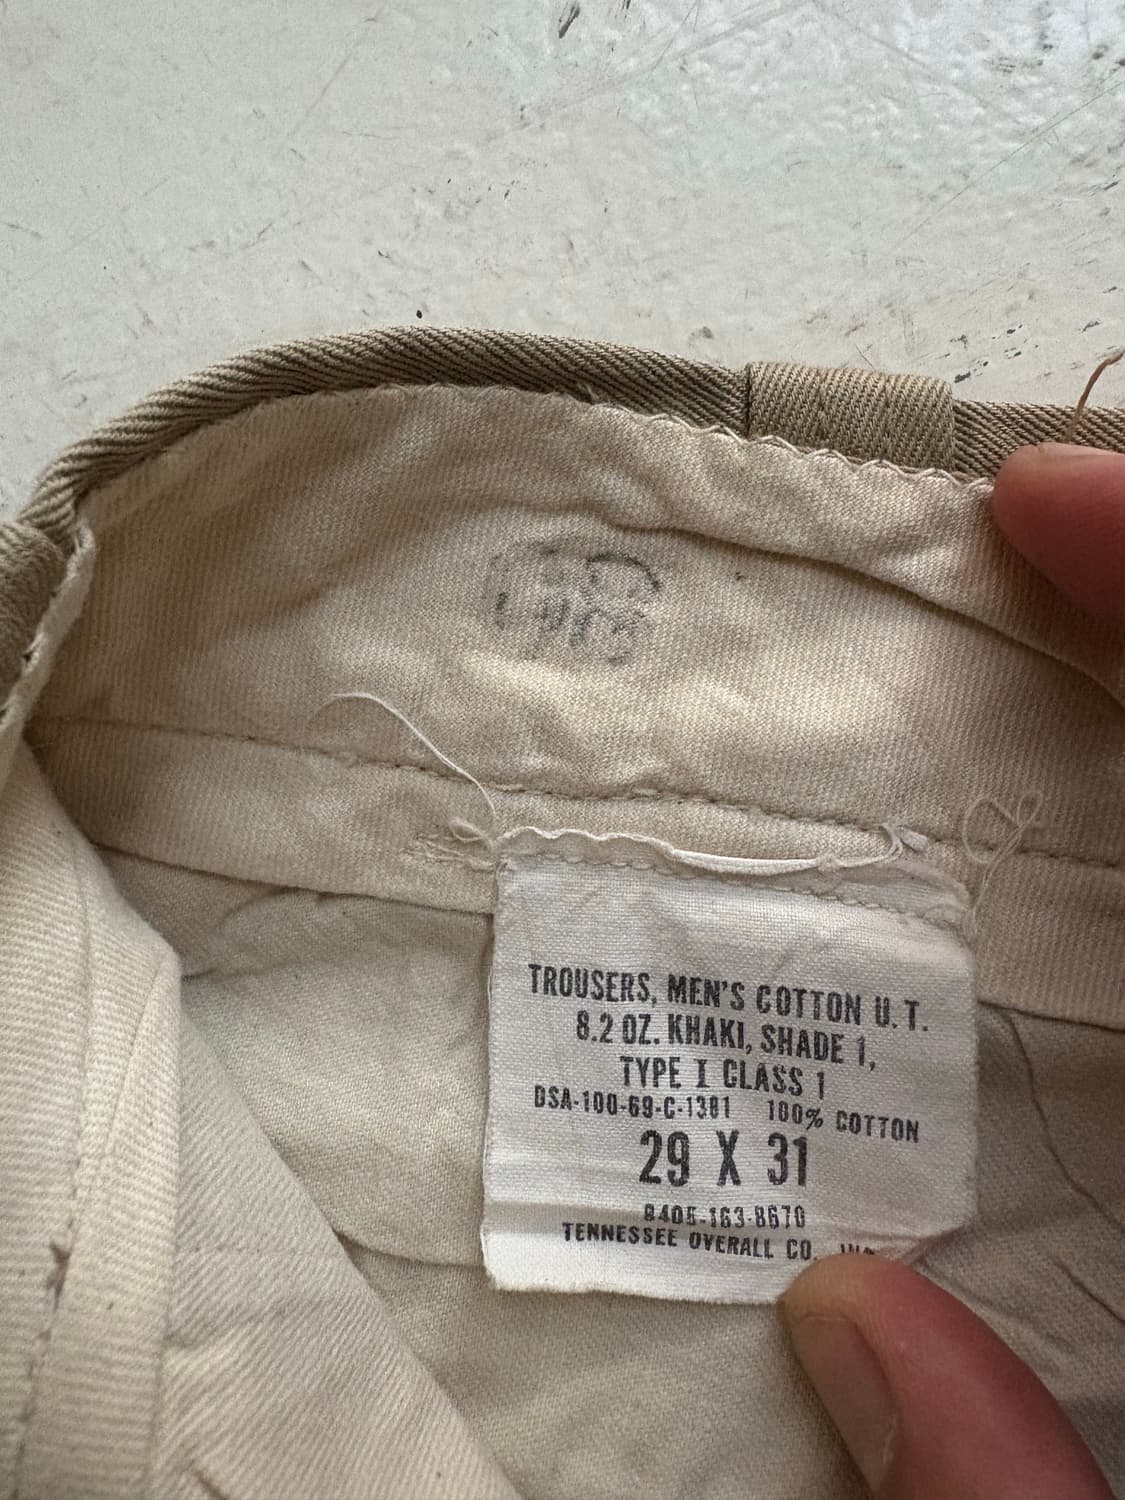 TROUSERS, MEN'S COTTON U.T.
8.2 OZ. KHAKI, SHADE 1,
TYPE I CLASS 1
DSA-100-69-C-1381 100% COTTON
29 X 31
8405-163-8670
TENNESSEE OVERALL CO.